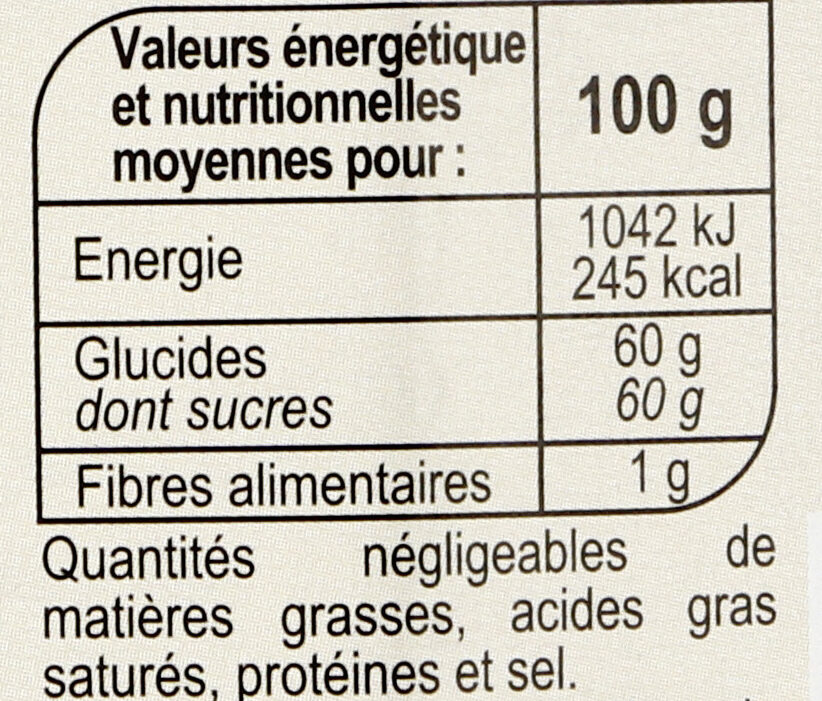 Valeurs énergétique
et nutritionnelles
moyennes pour :
100 g
Energie
1042 kJ
245 kcal
Glucides
60 g
dont sucres
60 g
Fibres alimentaires
1 g
Quantités négligeables de
matières grasses, acides gras
saturés, protéines et sel.